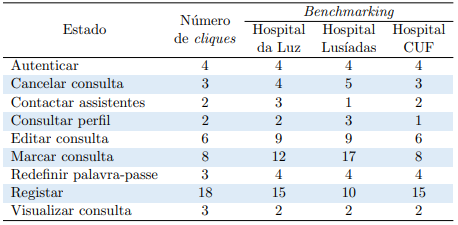 Estado Número de cliques Benchmarking
Hospital da Luz Hospital Lusíadas Hospital CUF
Autenticar 4 4 4 4
Cancelar consulta 3 4 5 3
Contactar assistentes 2 3 1 2
Consultar perfil 2 2 3 1
Editar consulta 6 9 9 6
Marcar consulta 8 12 17 8
Redefinir palavra-passe 3 4 4 4
Registar 18 15 10 15
Visualizar consulta 3 2 2 2